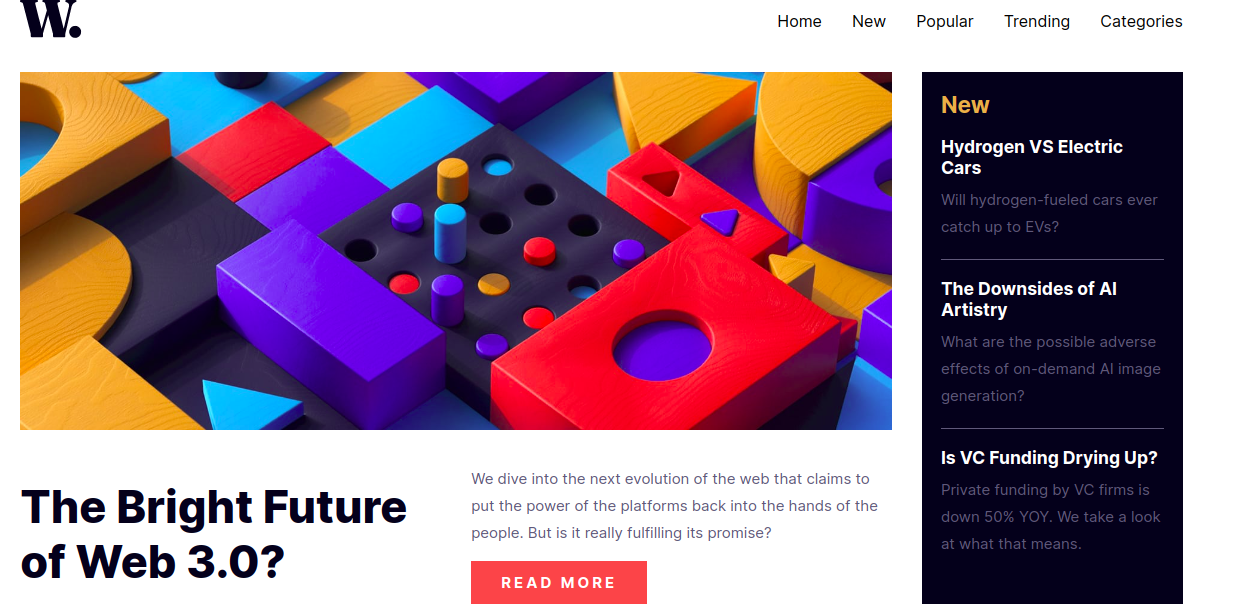 W.
Home New Popular Trending Categories
The Bright Future
of Web 3.0?
We dive into the next evolution of the web that claims to
put the power of the platforms back into the hands of the
people. But is it really fulfilling its promise?
READ MORE
New
Hydrogen VS Electric
Cars
Will hydrogen-fueled cars ever
catch up to EVs?
The Downsides of AI
Artistry
What are the possible adverse
effects of on-demand AI image
generation?
Is VC Funding Drying Up?
Private funding by VC firms is
down 50% YOY. We take a look
at what that means.